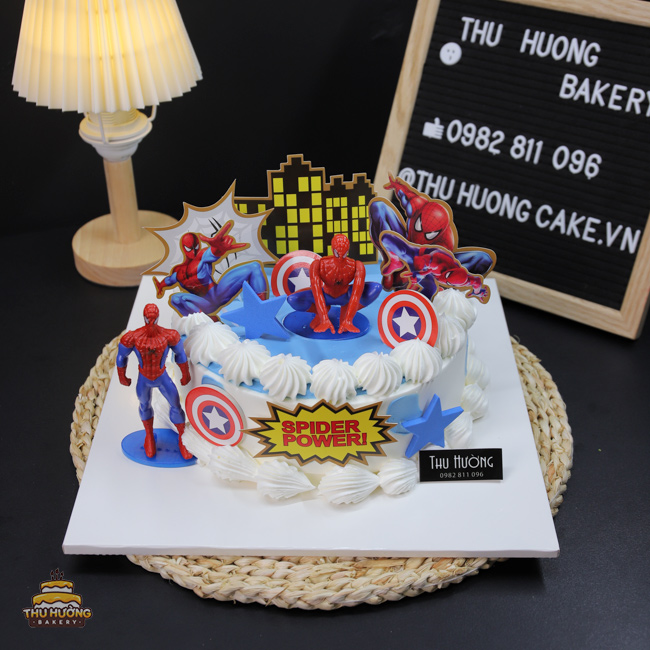 THU HUONG
BAKERY
0982 811 096
@THU HUONG CAKE.VN
SPIDER
POWER!
THU HƯỜNG
0982 811 096
THU HƯỜNG
BAKERY